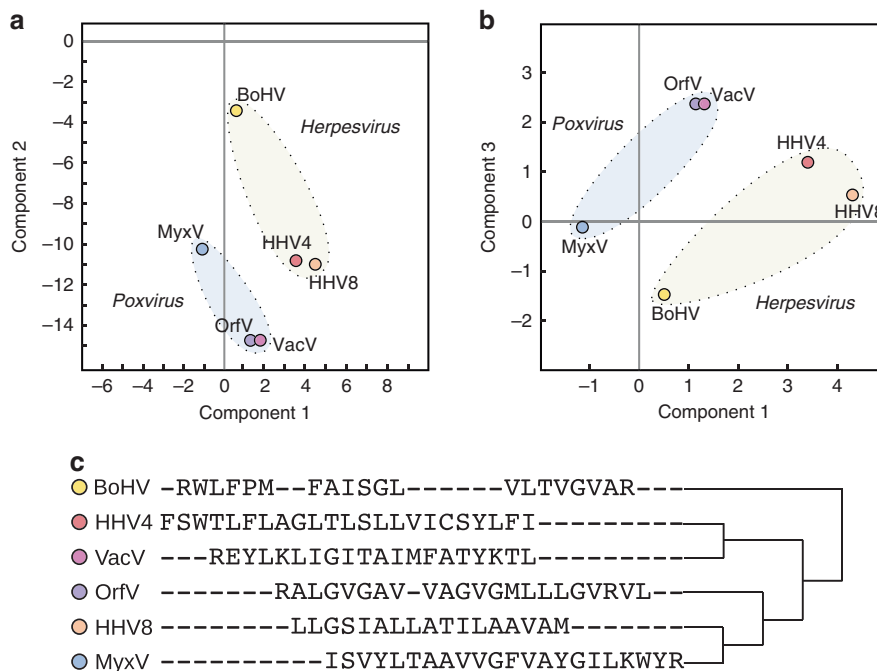 a
0
−2
−4
−6
−8
−10
−12
−14
Component 2
BoHV
Herpesvirus
MyxV
HHV4
HHV8
Poxvirus
OrfV
VacV
−6 −4 −2 0 2 4 6 8
Component 1
b
3
2
1
0
−1
−2
Component 3
OrfV VacV
Poxvirus
HHV4
HHV8
MyxV
BoHV
Herpesvirus
−1 0 1 2 3 4
Component 1
c
BoHV −RWLFPM−−FAISGL−−−−−−VLTVGVAR−−−
HHV4 FSWTLFLAGLTLSLLVICSYLFI−−−−−−−−−
VacV −−−REYLKLIGITAIMFATYKTL−−−−−−−−−
OrfV −−−−−−−RALGVGAV−VAGVGMLLLGVRVL−−
HHV8 −−−−−−−−LLGSIALLATILAAVAM−−−−−−−
MyxV −−−−−−−−−−ISVYLTAAVVGFVAYGILKWYR